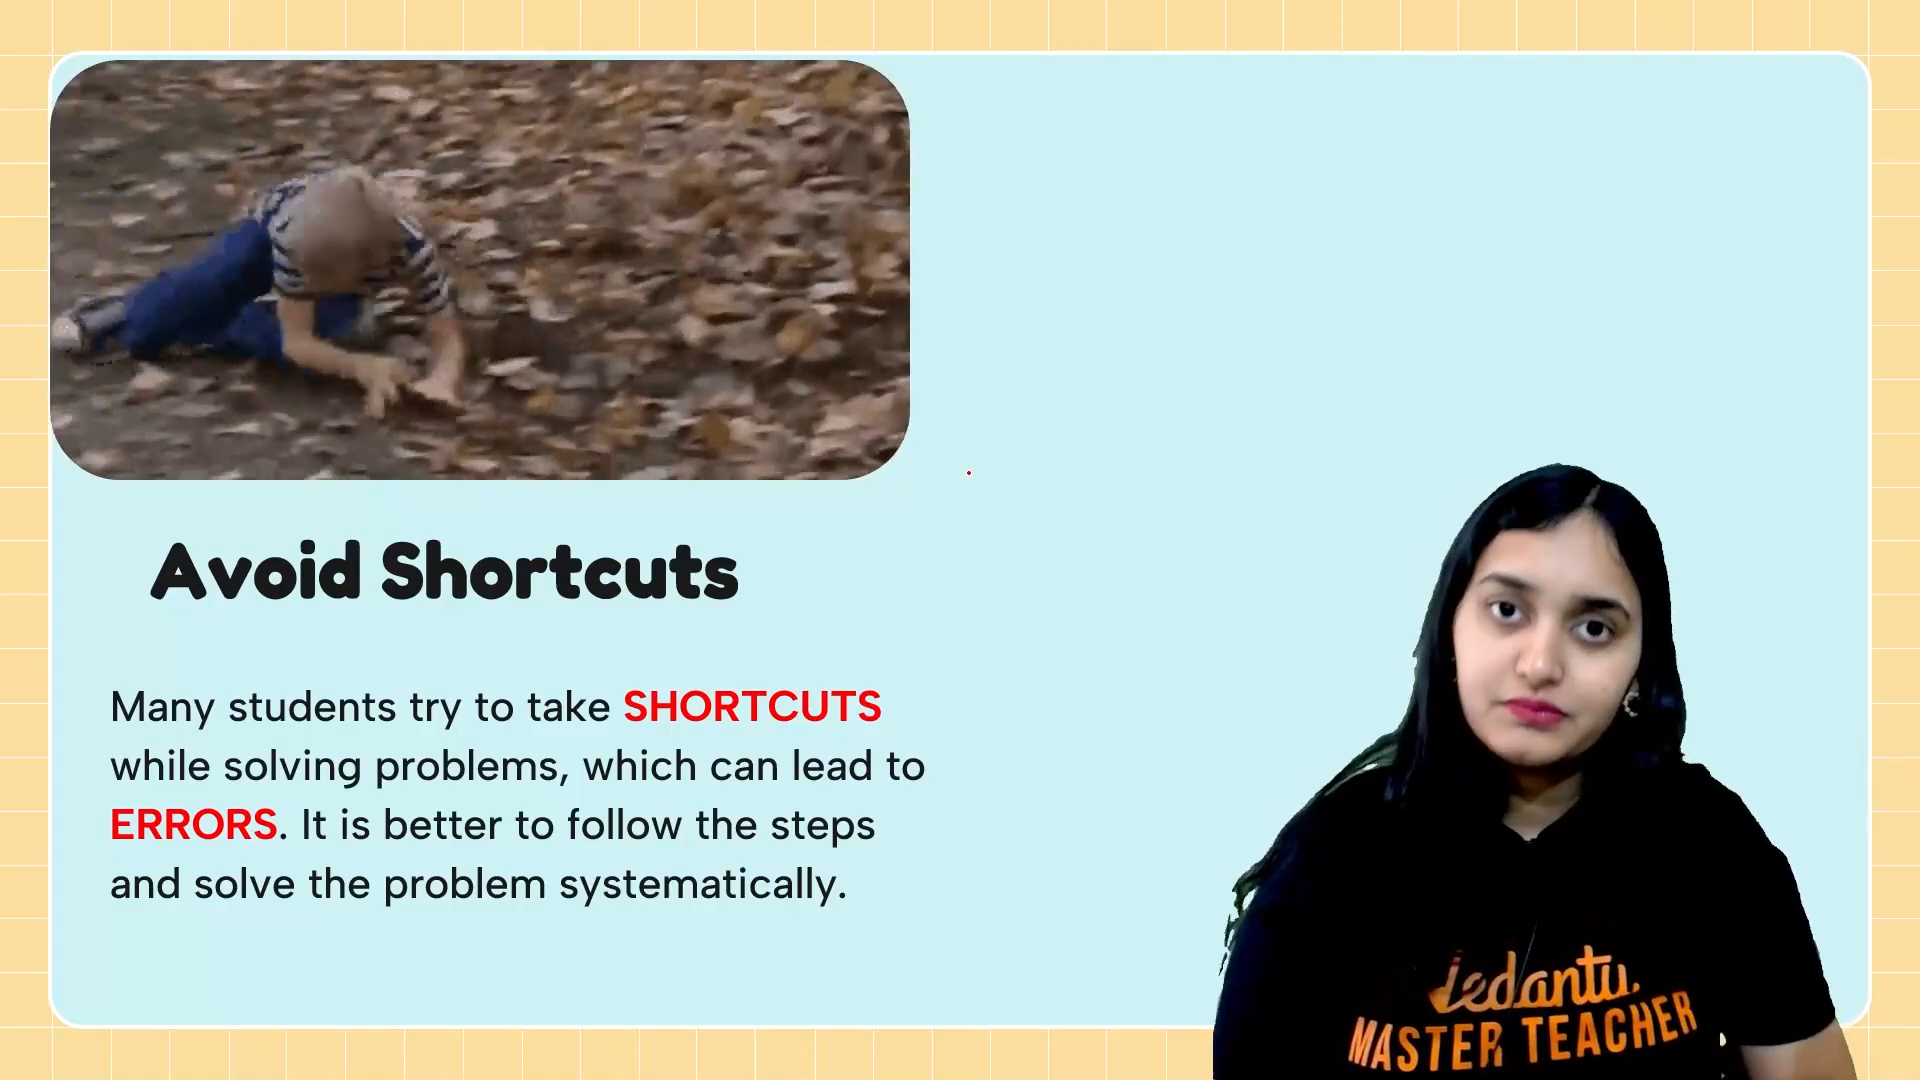 Avoid Shortcuts
Many students try to take SHORTCUTS
while solving problems, which can lead to
ERRORS. It is better to follow the steps
and solve the problem systematically.
Vedantu
MASTER TEACHER